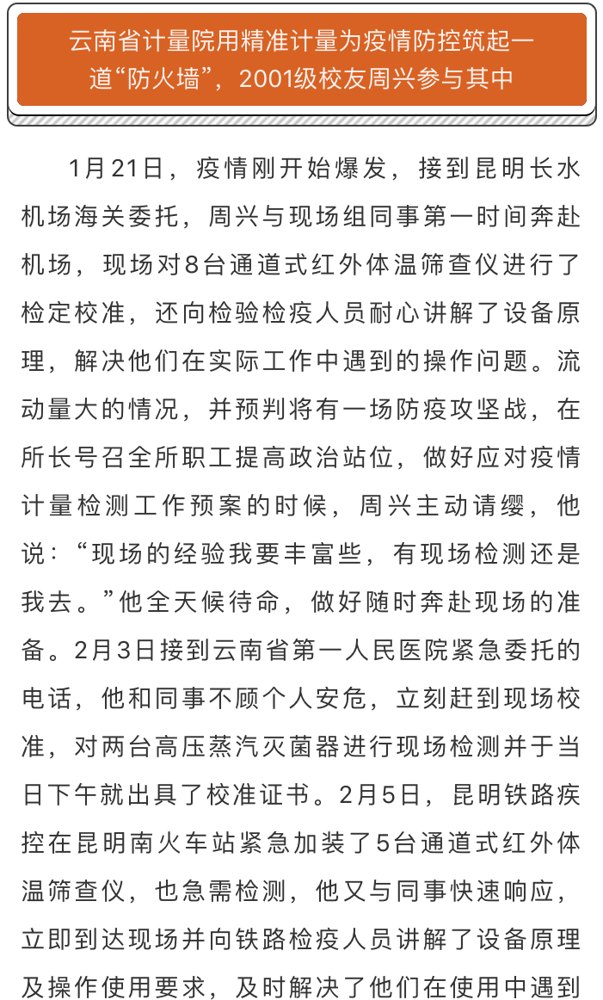 云南省计量院用精准计量为疫情防控筑起一
道“防火墙”，2001级校友周兴参与其中
1月21日，疫情刚开始爆发，接到昆明长水
机场海关委托，周兴与现场组同事第一时间奔赴
机场，现场对8台通道式红外体温筛查仪进行了
检定校准，还向检验检疫人员耐心讲解了设备原
理，解决他们在实际工作中遇到的操作问题。流
动量大的情况，并预判将有一场防疫攻坚战，在
所长号召全所职工提高政治站位，做好应对疫情
计量检测工作预案的时候，周兴主动请缨，他
说：“现场的经验我要丰富些，有现场检测还是
我去。”他全天候待命，做好随时奔赴现场的准
备。2月3日接到云南省第一人民医院紧急委托的
电话，他和同事不顾个人安危，立刻赶到现场校
准，对两台高压蒸汽灭菌器进行现场检测并于当
日下午就出具了校准证书。2月5日，昆明铁路疾
控在昆明南火车站紧急加装了5台通道式红外体
温筛查仪，也急需检测，他又与同事快速响应，
立即到达现场并向铁路检疫人员讲解了设备原理
及操作使用要求，及时解决了他们在使用中遇到